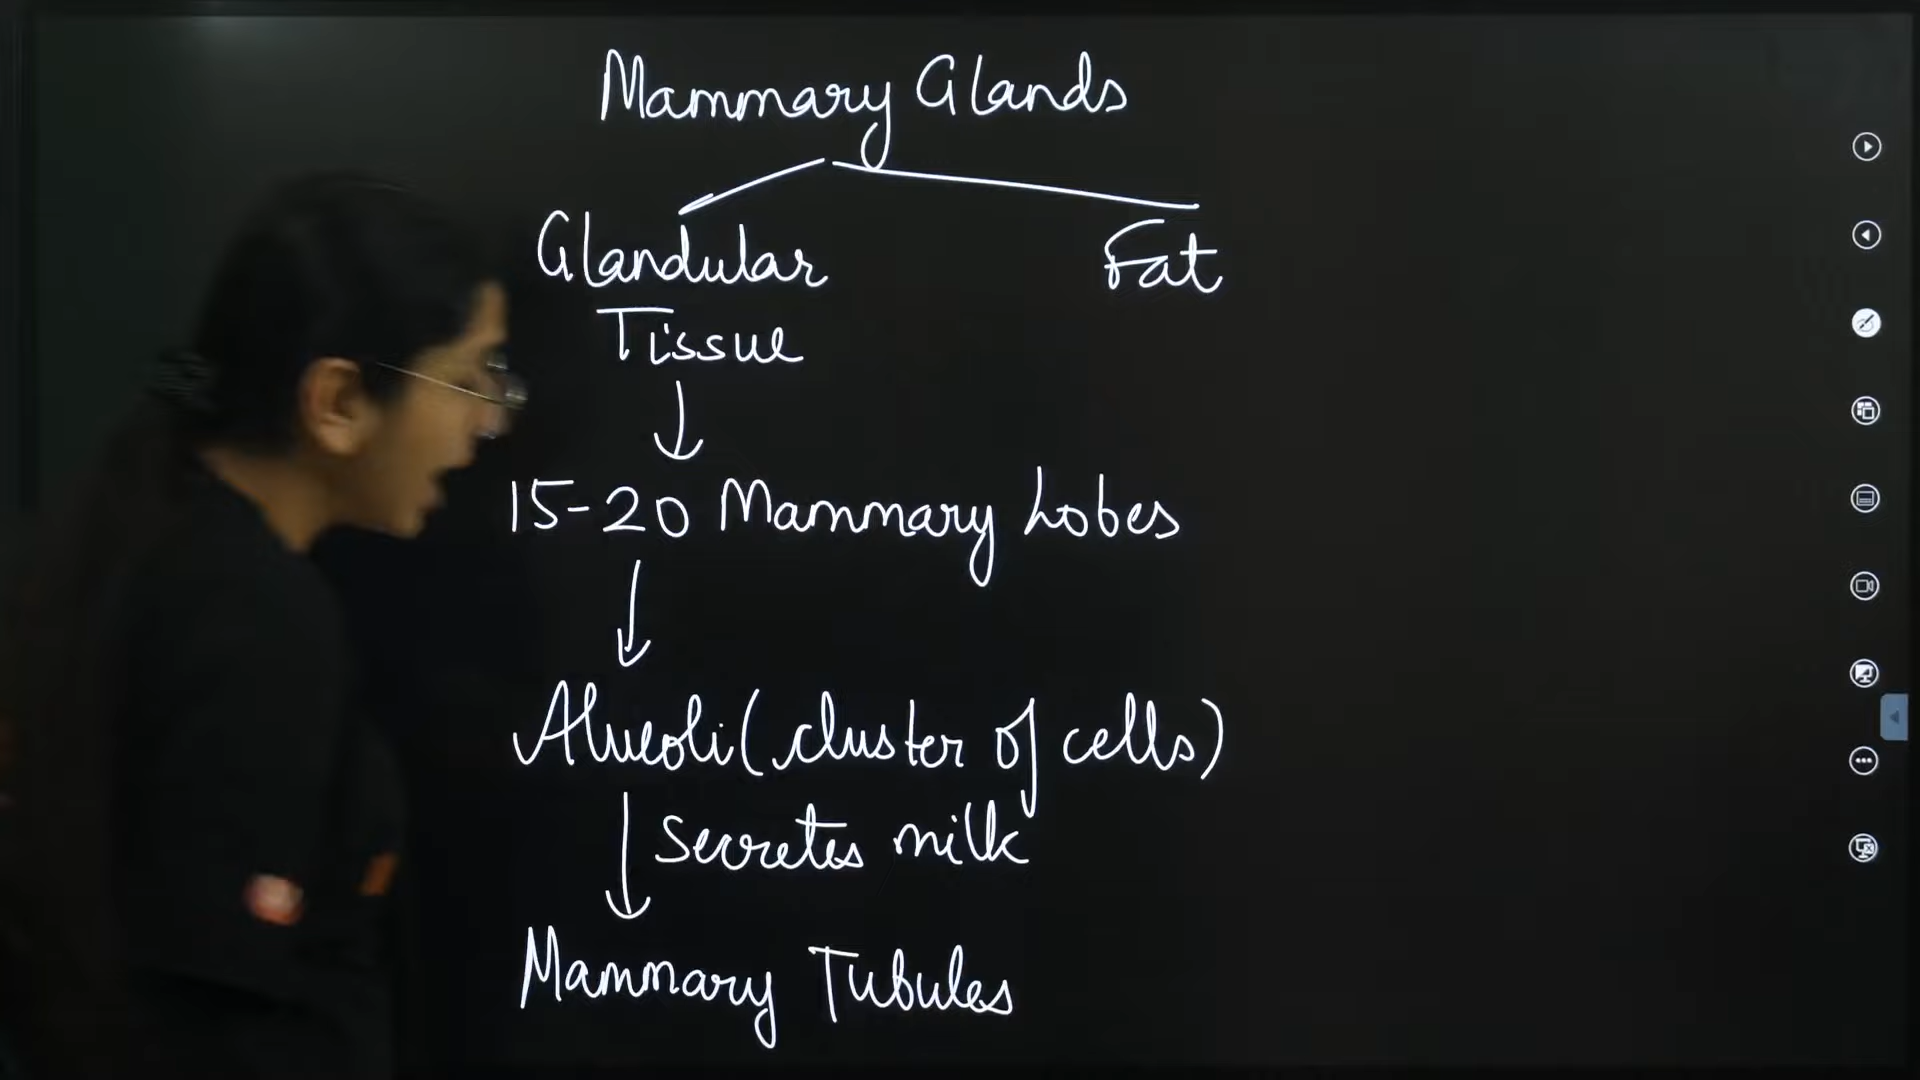 Mammary Glands
Glandular Fat
Tissue
15-20 Mammary Lobes
Alveoli (cluster of cells)
Secretes milk
Mammary Tubules